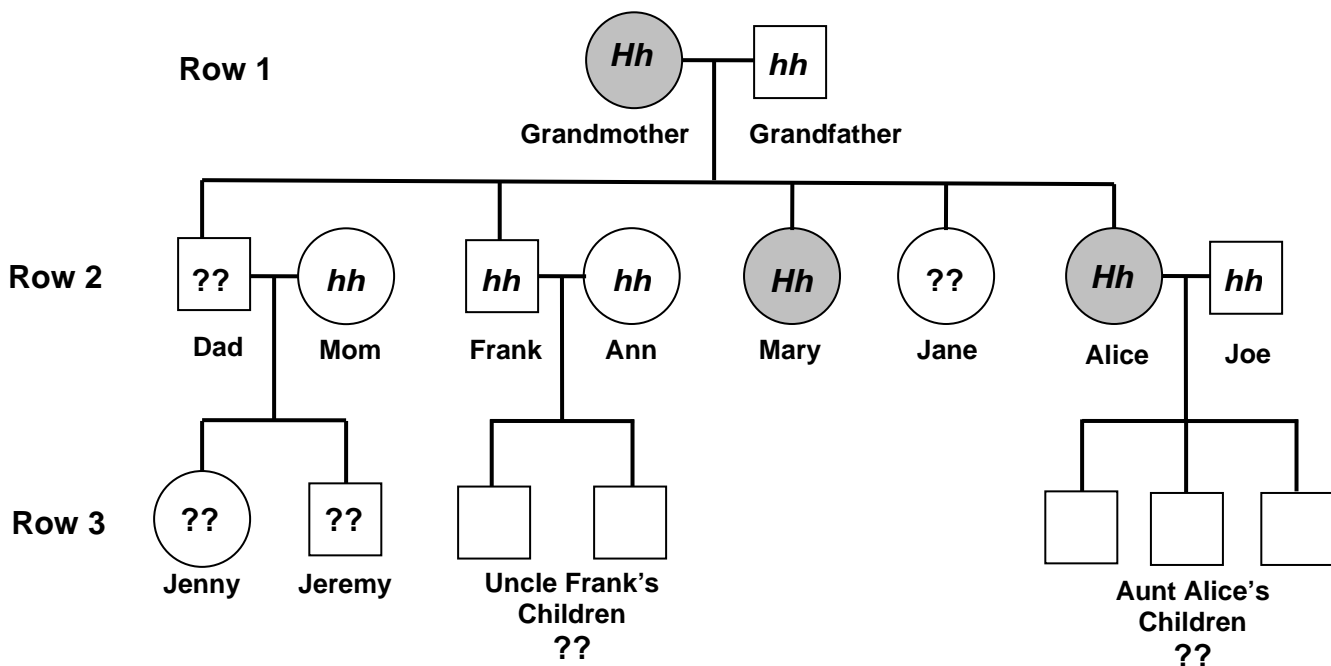 Row 1
Hh
hh
Grandmother
Grandfather
Row 2
??
hh
hh
hh
Hh
??
Hh
hh
Dad
Mom
Frank
Ann
Mary
Jane
Alice
Joe
Row 3
??
??
Jenny
Jeremy
Uncle Frank's
Children
??
Aunt Alice's
Children
??